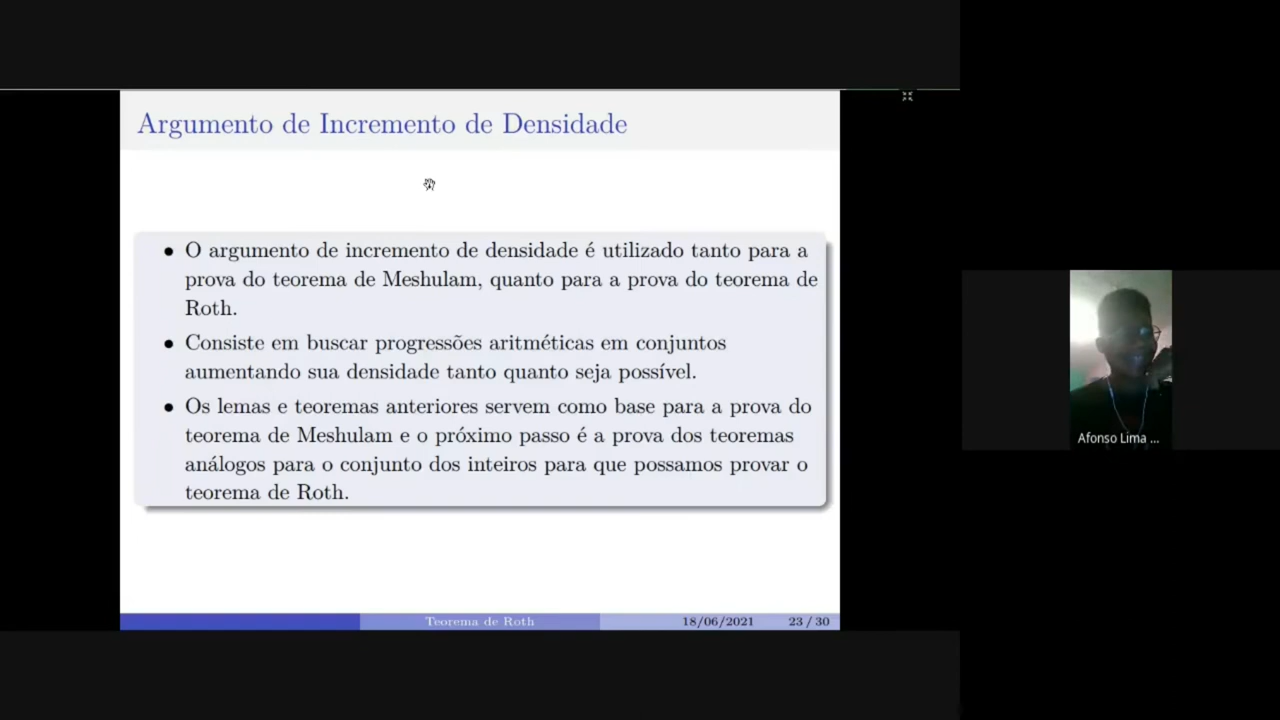 Argumento de Incremento de Densidade
• O argumento de incremento de densidade é utilizado tanto para a
prova do teorema de Meshulam, quanto para a prova do teorema de
Roth.
• Consiste em buscar progressões aritméticas em conjuntos
aumentando sua densidade tanto quanto seja possível.
• Os lemas e teoremas anteriores servem como base para a prova do
teorema de Meshulam e o próximo passo é a prova dos teoremas
análogos para o conjunto dos inteiros para que possamos provar o
teorema de Roth.
Teorema de Roth 18/06/2021 23 / 30
Afonso Lima ...